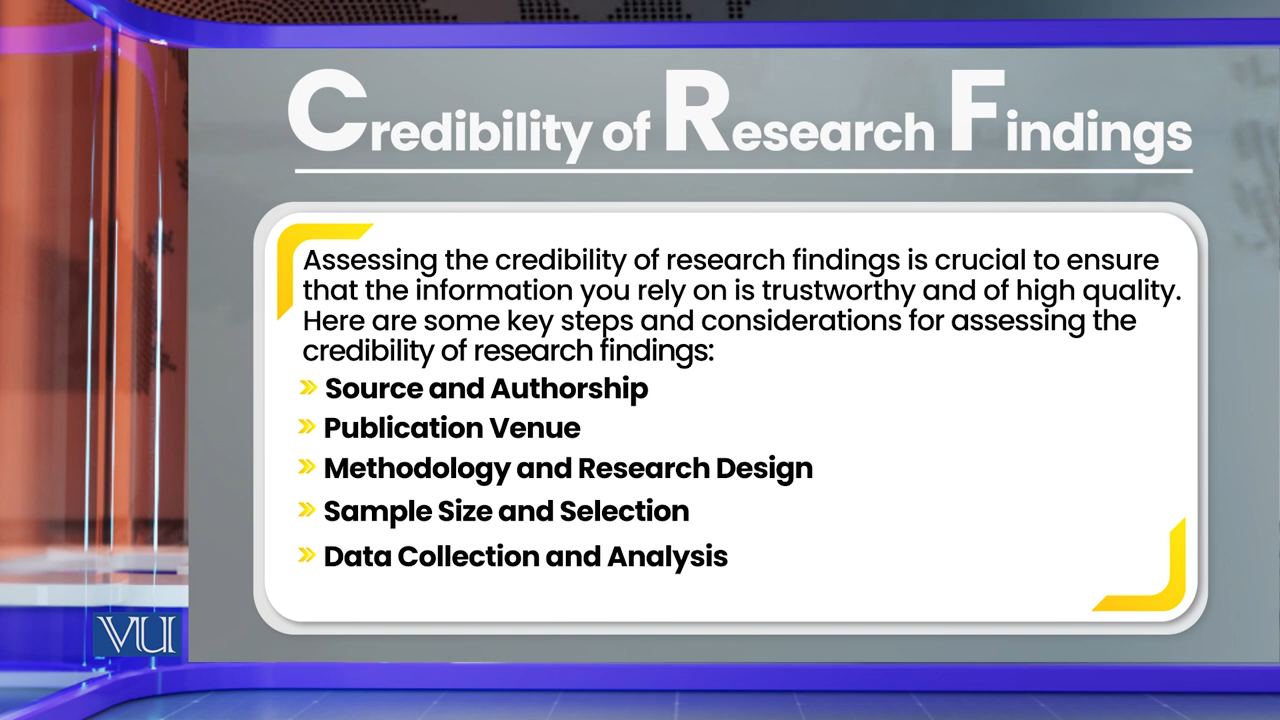 Credibility of Research Findings
Assessing the credibility of research findings is crucial to ensure
that the information you rely on is trustworthy and of high quality.
Here are some key steps and considerations for assessing the
credibility of research findings:
Source and Authorship
Publication Venue
Methodology and Research Design
Sample Size and Selection
Data Collection and Analysis
VU